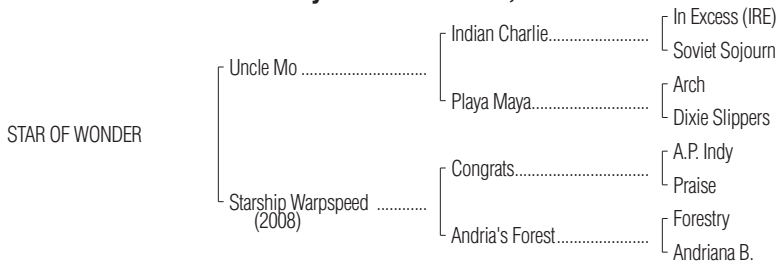 In Excess (IRE)
Indian Charlie.......................
Soviet Sojourn
Uncle Mo .............................
Arch
Playa Maya...........................
Dixie Slippers
STAR OF WONDER
A.P. Indy
Congrats..............................
Praise
Starship Warpspeed ............
(2008)
Forestry
Andria's Forest.....................
Andriana B.